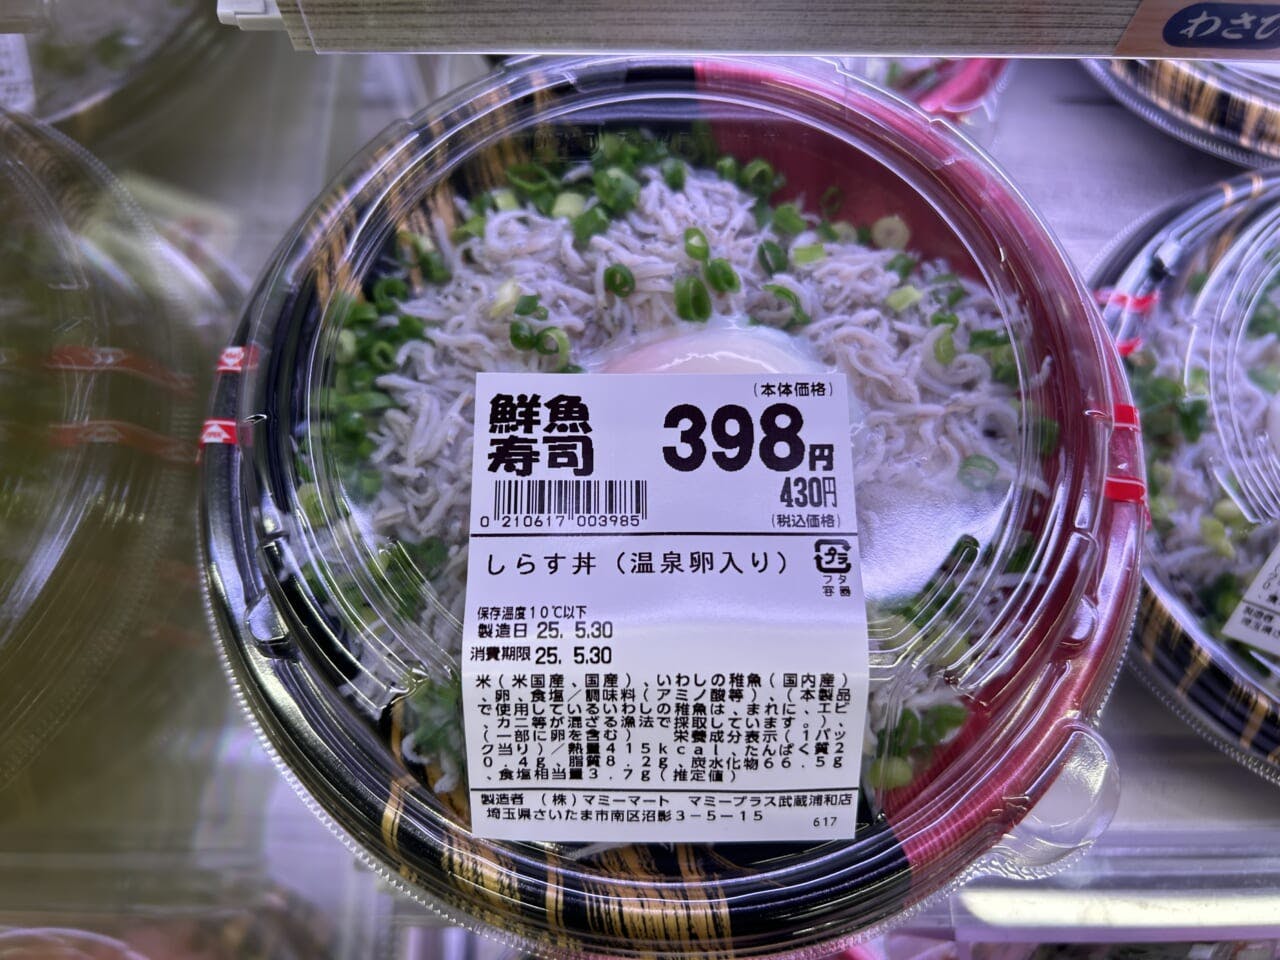 わさび
(本体価格)
鮮魚
寿司
398円
430円
(税込価格)
0 210617 003985
しらす丼(温泉卵入り)
プラ
フタ
容器
保存温度10℃以下
製造日 25. 5.30
消費期限 25. 5.30
米(米国産、国産)、いわしの稚魚(国内産)
、卵、食塩/調味料(アミノ酸等)、(本製品
で使用しているいわしの稚魚は、まれに、エビ
、カニ等が混ざる漁法で採取しています。)、
(一部に卵を含む) 栄養成分表示(1パッ
ク当り)/熱量415kcal、たんぱく質2
0.4g、脂質8.2g、炭水化物66.5g
、食塩相当量3.7g(推定値)
製造者 (株)マミーマート マミープラス武蔵浦和店
埼玉県さいたま市南区沼影3-5-15
617